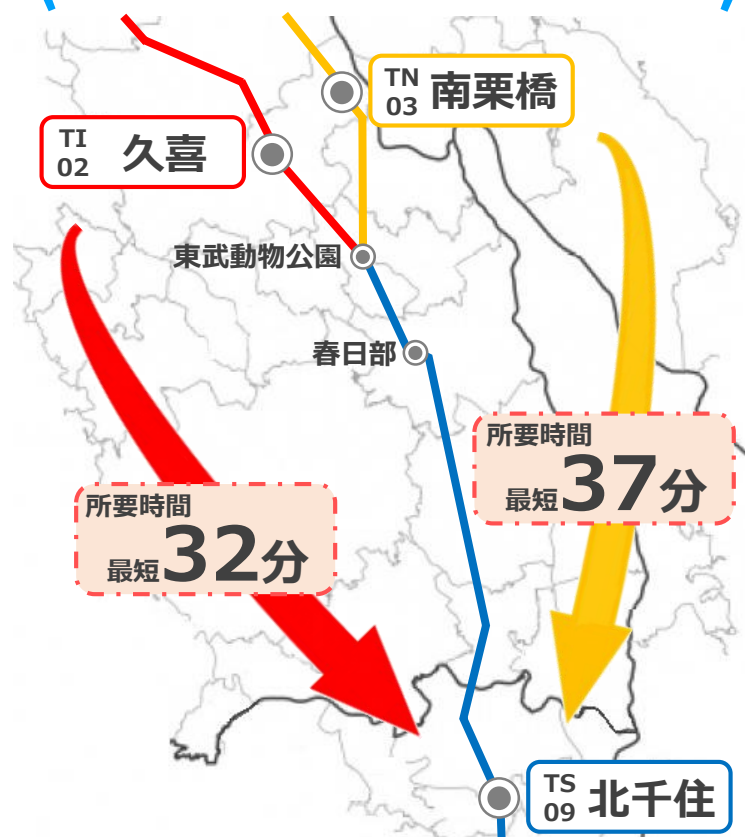 TN
03
南栗橋
TI
02
久喜
東武動物公園
春日部
所要時間
最短37分
所要時間
最短32分
TS
09
北千住